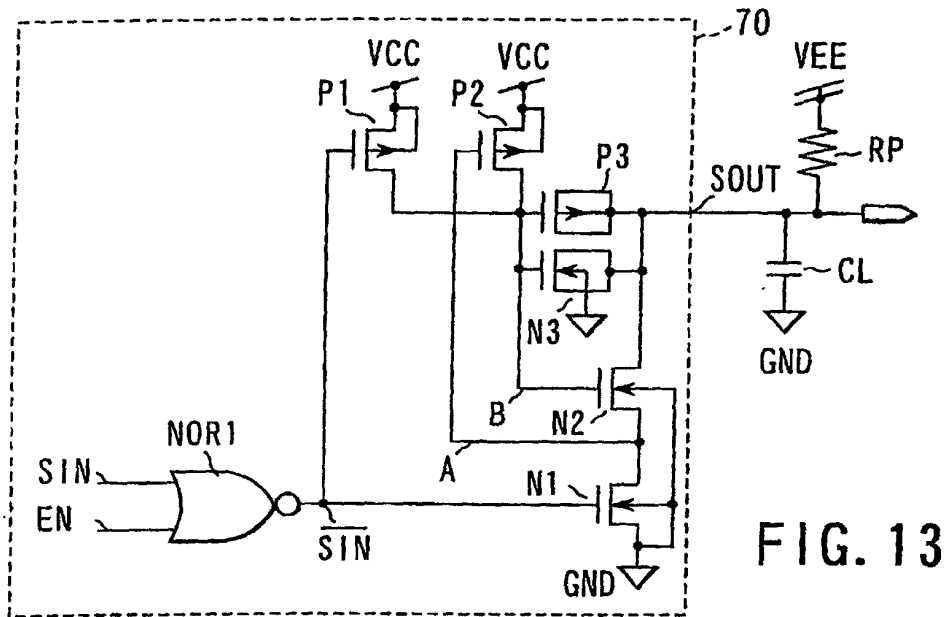 70
VCC
VCC
VEE
P1
P2
P3
RP
SOUT
CL
N3
GND
B
N2
A
NOR1
SIN
N1
EN
SIN
GND
FIG. 13